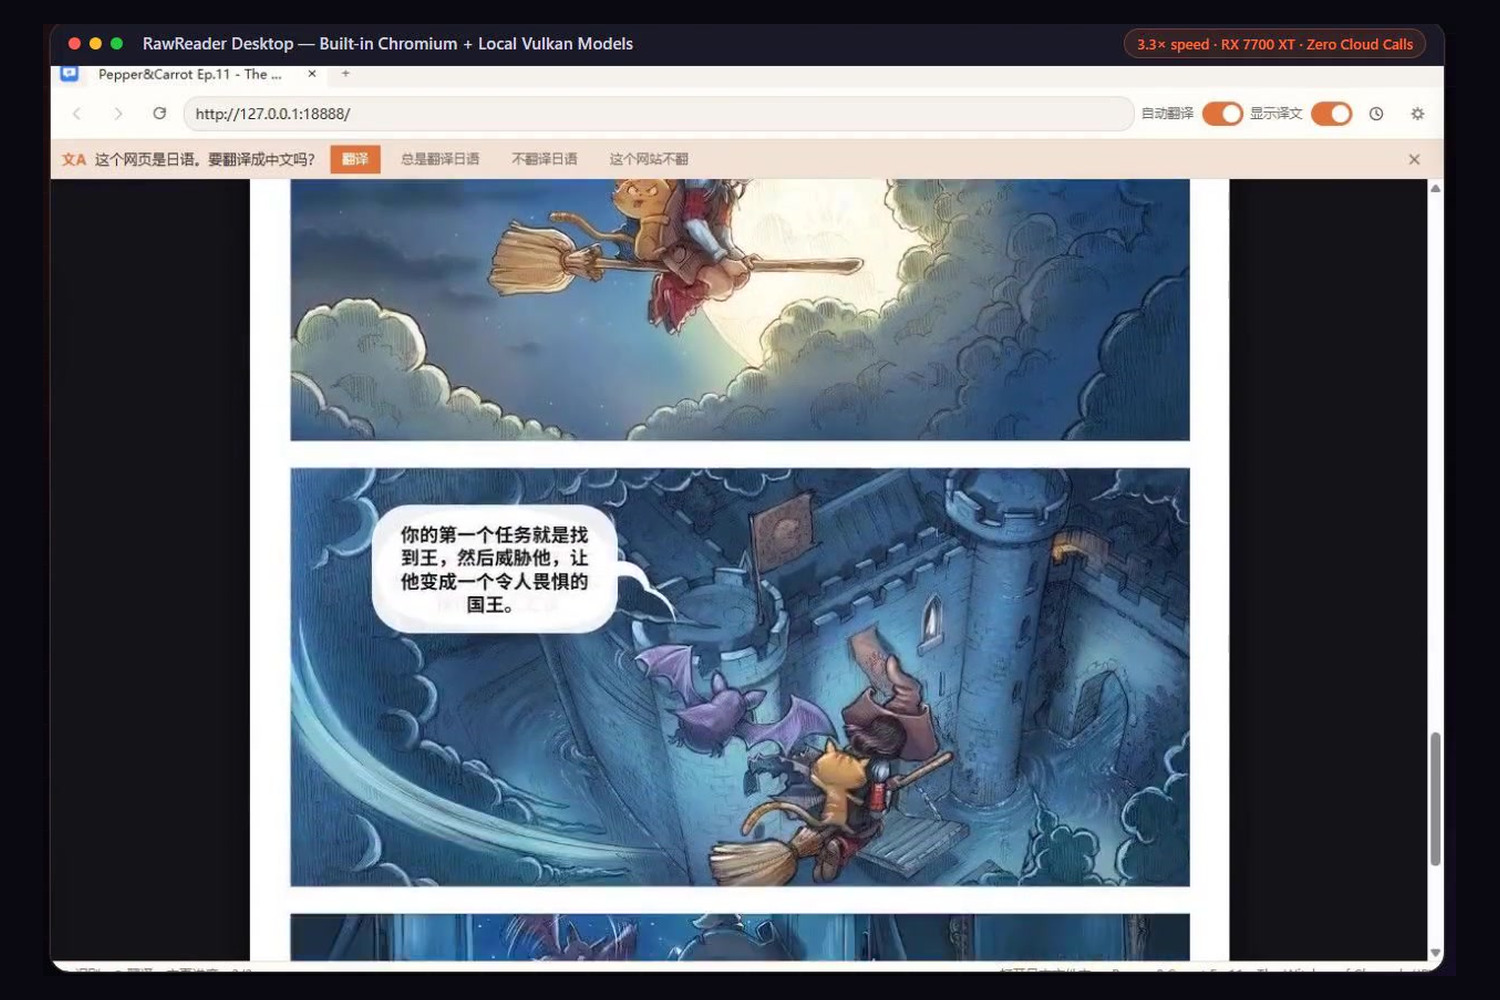 RawReader Desktop — Built-in Chromium + Local Vulkan Models
3.3× speed · RX 7700 XT · Zero Cloud Calls
Pepper&Carrot Ep.11 - The ...
http://127.0.0.1:18888/
自动翻译
显示译文
文A 这个网页是日语。要翻译成中文吗？ 翻译 总是翻译日语 不翻译日语 这个网站不翻
你的第一个任务就是找
到王，然后威胁他，让
他变成一个令人畏惧的
国王。